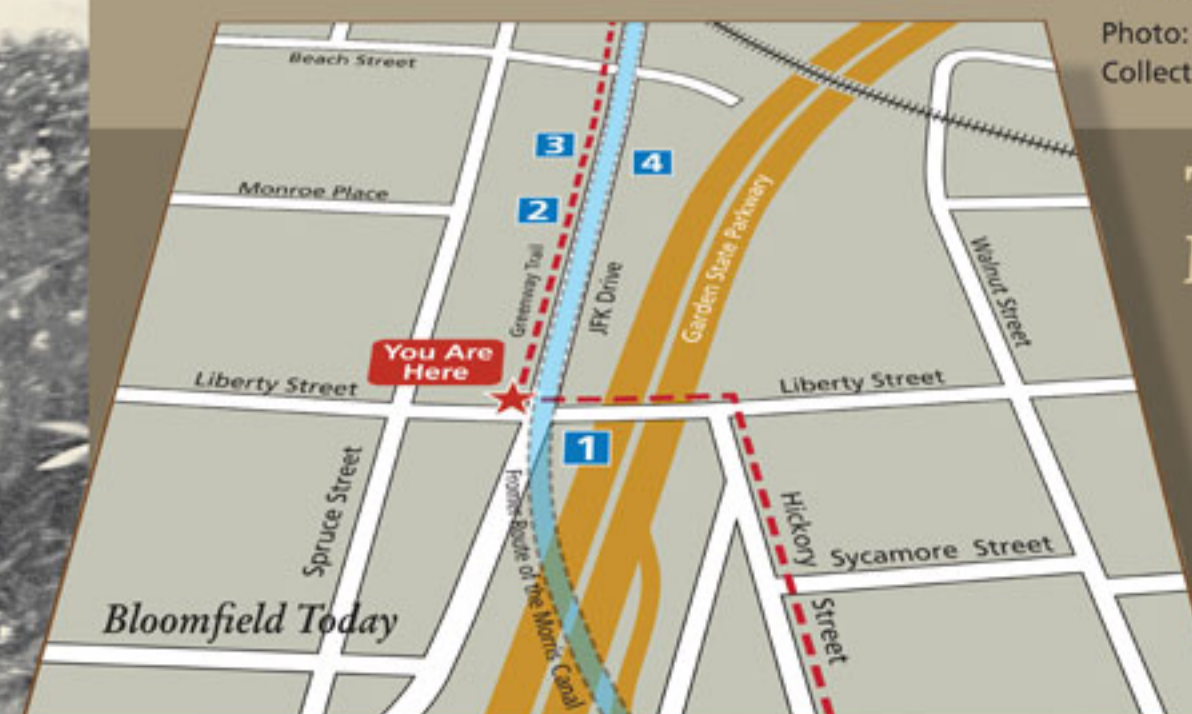 Photo:
Collect
Beach Street
3
4
Monroe Place
2
Greenway Trail
JFK Drive
Garden State Parkway
Walnut Street
You Are
Here
Liberty Street
Liberty Street
1
Spruce Street
Former Route of the Morris Canal
Hickory
Street
Sycamore Street
Bloomfield Today